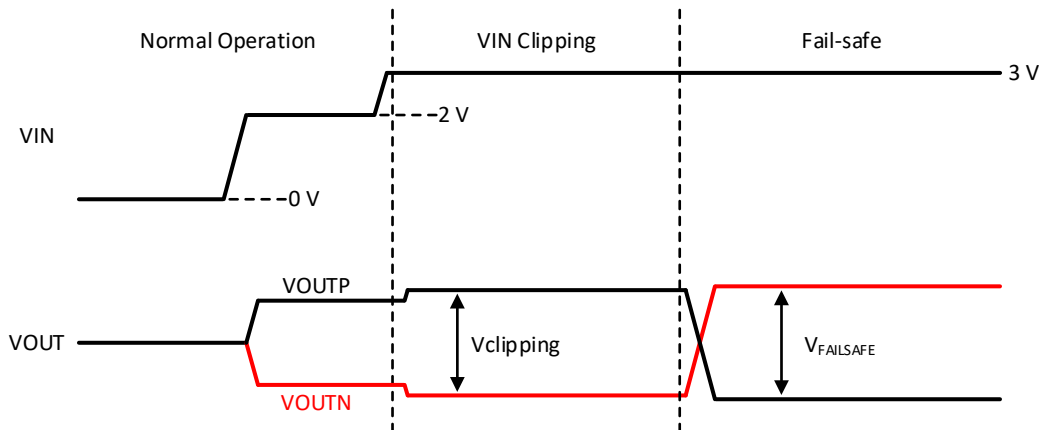 Normal Operation
VIN Clipping
Fail-safe
3 V
2 V
VIN
0 V
VOUTP
VOUT
Vclipping
VFAILSAFE
VOUTN